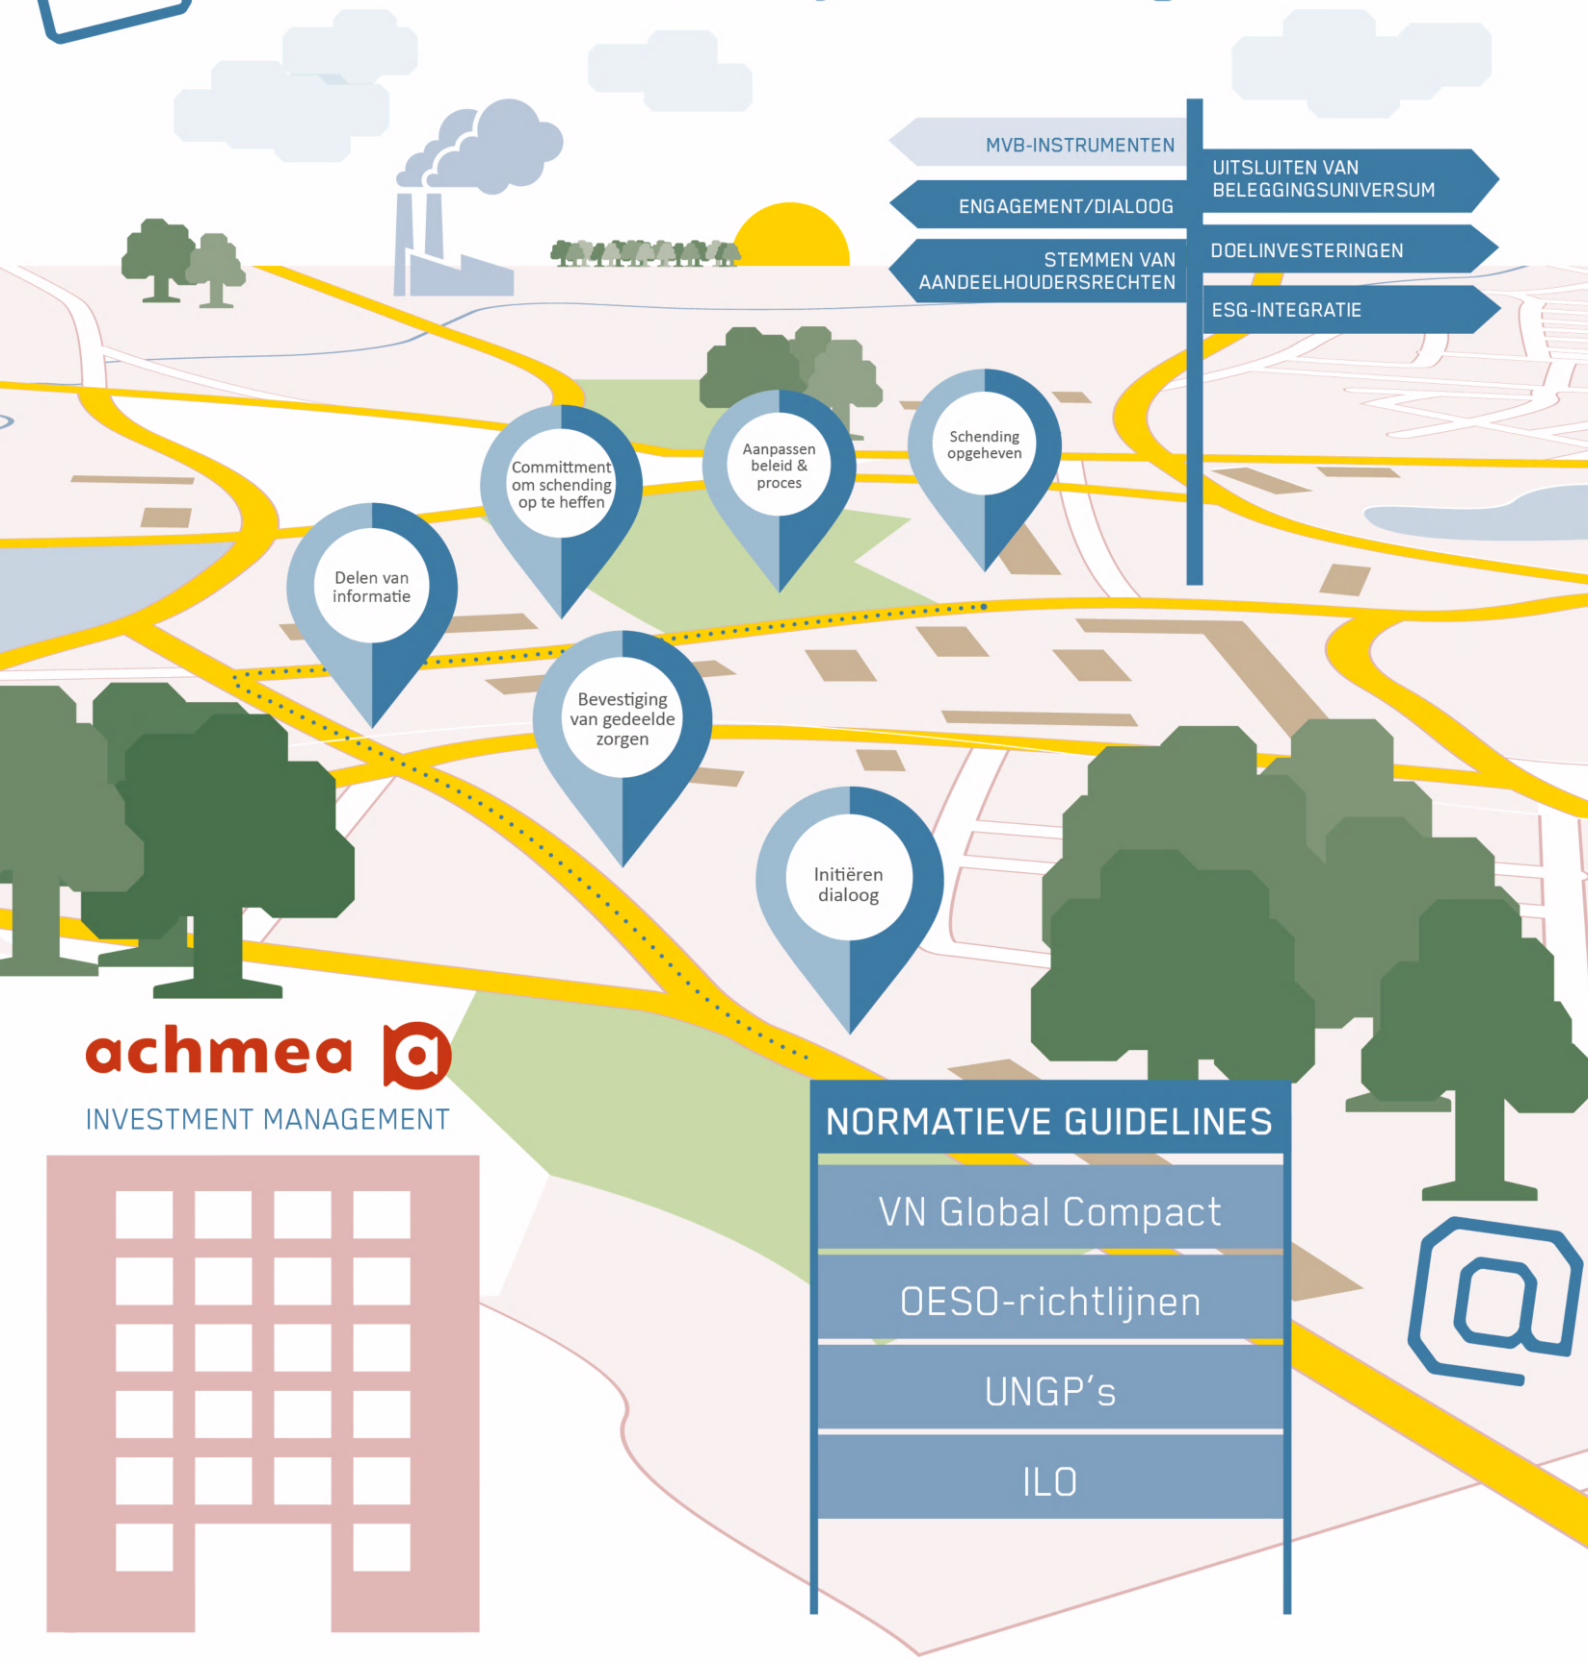 MVB-INSTRUMENTEN
ENGAGEMENT/DIALOOG
STEMMEN VAN
AANDEELHOUDERSRECHTEN
UITSLUITEN VAN
BELEGGINGSUNIVERSUM
DOELINVESTERINGEN
ESG-INTEGRATIE
Schending
opgeheven
Aanpassen
beleid &
proces
Committment
om schending
op te heffen
Delen van
informatie
Bevestiging
van gedeelde
zorgen
Initiëren
dialoog
achmea
INVESTMENT MANAGEMENT
NORMATIEVE GUIDELINES
VN Global Compact
OESO-richtlijnen
UNGP's
ILO
@